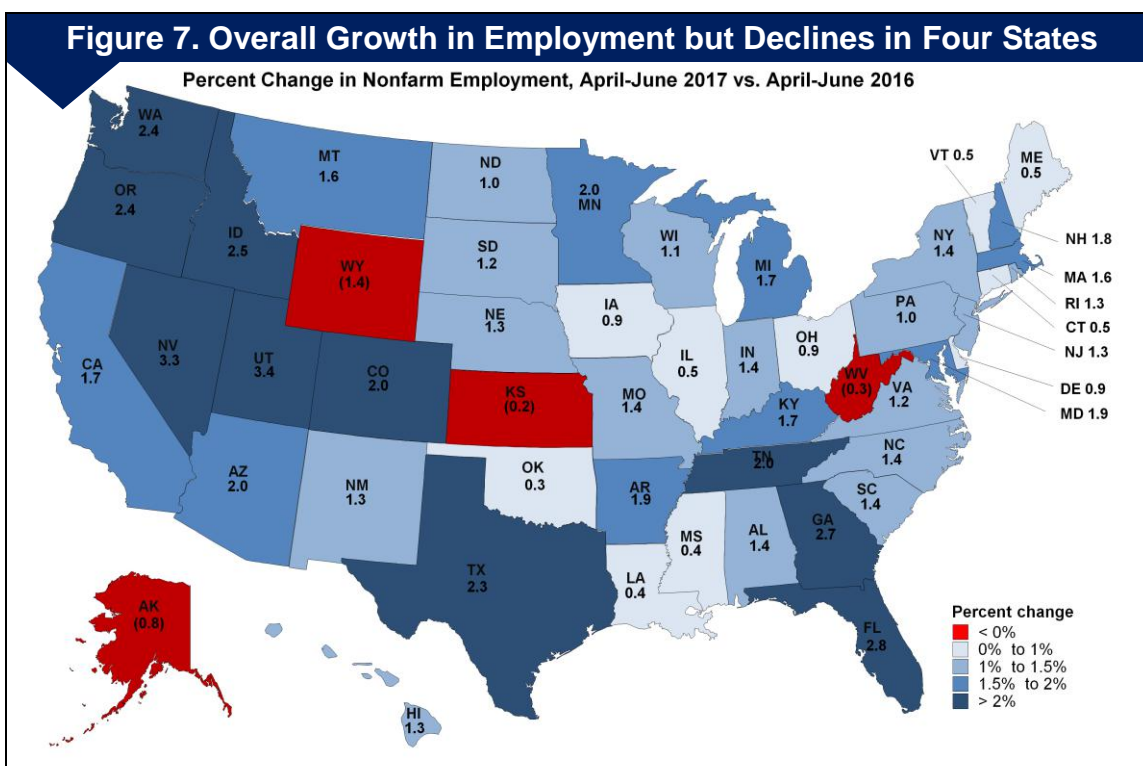 Figure 7. Overall Growth in Employment but Declines in Four States
Percent Change in Nonfarm Employment, April-June 2017 vs. April-June 2016
WA
2.4
OR
2.4
ID
2.5
MT
1.6
ND
1.0
2.0
MN
SD
1.2
WY
(1.4)
WI
1.1
MI
1.7
VT 0.5
ME
0.5
NY
1.4
NH 1.8
MA 1.6
RI 1.3
CT 0.5
NJ 1.3
DE 0.9
MD 1.9
PA
1.0
CA
1.7
NV
3.3
UT
3.4
CO
2.0
NE
1.3
IA
0.9
IL
0.5
IN
1.4
OH
0.9
WV
(0.3)
VA
1.2
KS
(0.2)
MO
1.4
KY
1.7
AZ
2.0
NM
1.3
OK
0.3
AR
1.9
TN
2.0
NC
1.4
SC
1.4
TX
2.3
LA
0.4
MS
0.4
AL
1.4
GA
2.7
FL
2.8
AK
(0.8)
HI
1.3
Percent change
< 0%
0% to 1%
1% to 1.5%
1.5% to 2%
> 2%